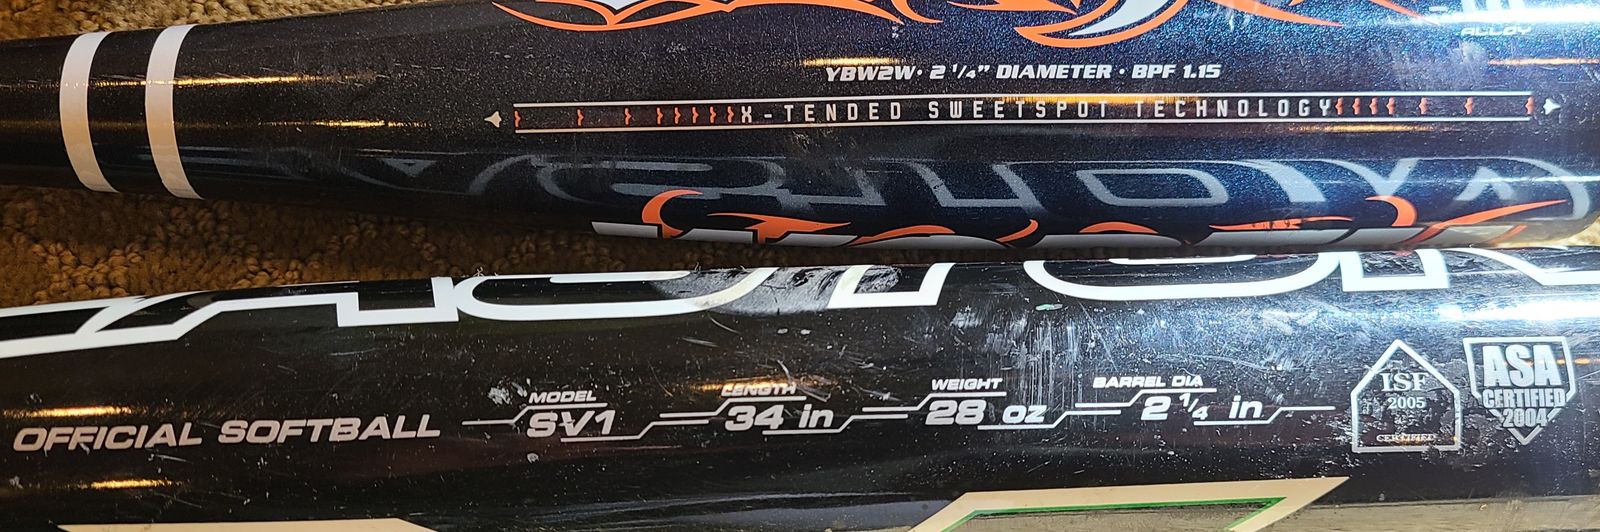 ALLOY
YBW2W • 2 1/4" DIAMETER • BPF 1.15
X-TENDED SWEETSPOT TECHNOLOGY
OFFICIAL SOFTBALL
MODEL
SV1
LENGTH
34 in
WEIGHT
28 oz
BARREL DIA
2 1/4 in
ISF
2005
CERTIFIED
ASA
CERTIFIED
2004